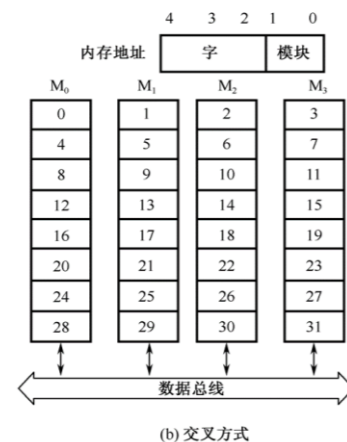 4 3 2 1 0
内存地址 字 模块
M₀ M₁ M₂ M₃
0 1 2 3
4 5 6 7
8 9 10 11
12 13 14 15
16 17 18 19
20 21 22 23
24 25 26 27
28 29 30 31
数据总线
(b) 交叉方式